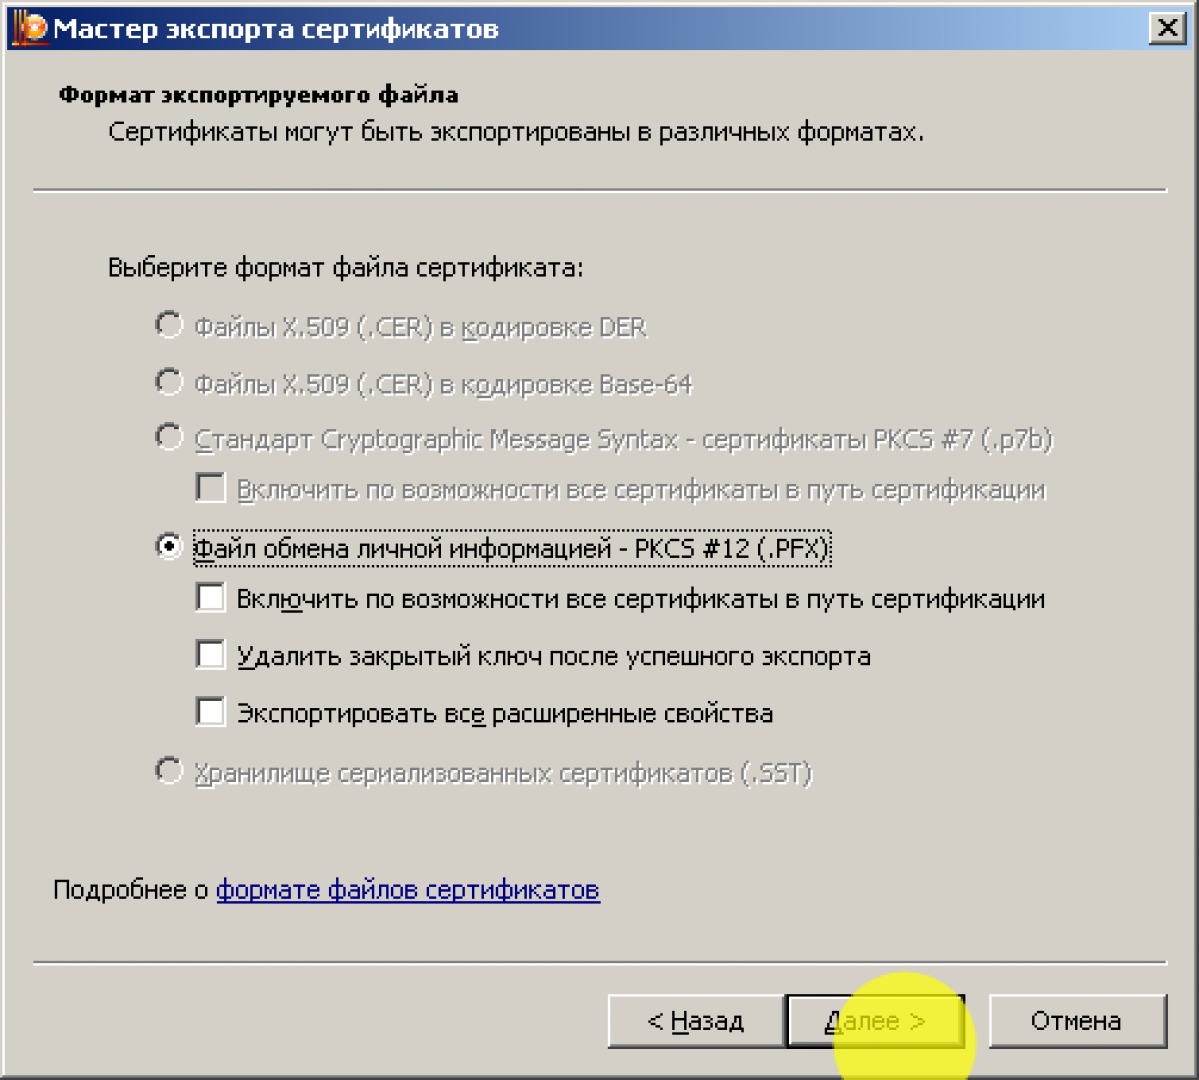 Мастер экспорта сертификатов
Формат экспортируемого файла
Сертификаты могут быть экспортированы в различных форматах.
Выберите формат файла сертификата:
Файлы X.509 (.CER) в кодировке DER
Файлы X.509 (.CER) в кодировке Base-64
Стандарт Cryptographic Message Syntax - сертификаты PKCS #7 (.p7b)
Включить по возможности все сертификаты в путь сертификации
Файл обмена личной информацией - PKCS #12 (.PFX)
Включить по возможности все сертификаты в путь сертификации
Удалить закрытый ключ после успешного экспорта
Экспортировать все расширенные свойства
Хранилище сериализованных сертификатов (.SST)
Подробнее о формате файлов сертификатов
< Назад Далее > Отмена